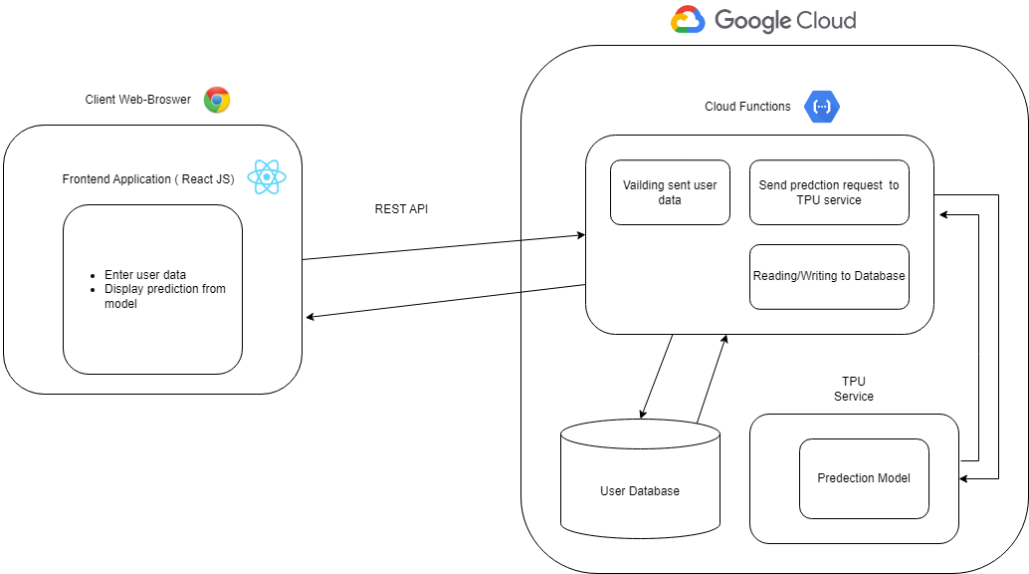 Google Cloud
Client Web-Broswer
Cloud Functions
Frontend Application ( React JS)
REST API
Vailding sent user
data
Send predction request to
TPU service
Enter user data
Display prediction from
model
Reading/Writing to Database
TPU
Service
User Database
Predection Model